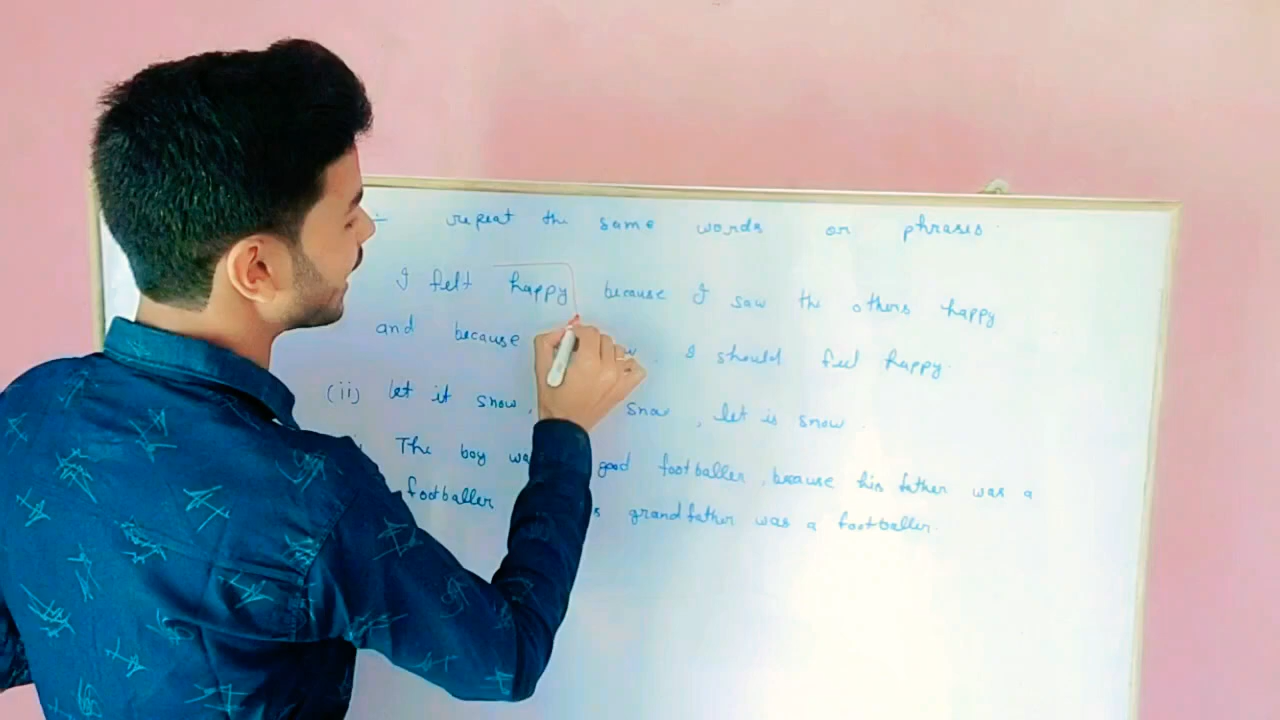 :- repeat the same words or phrases.
I felt happy because I saw the others happy
and because I should feel happy.
(ii) let it snow, snow, let is snow.
The boy was good footballer, because his father was a
footballer grandfather was a footballer.